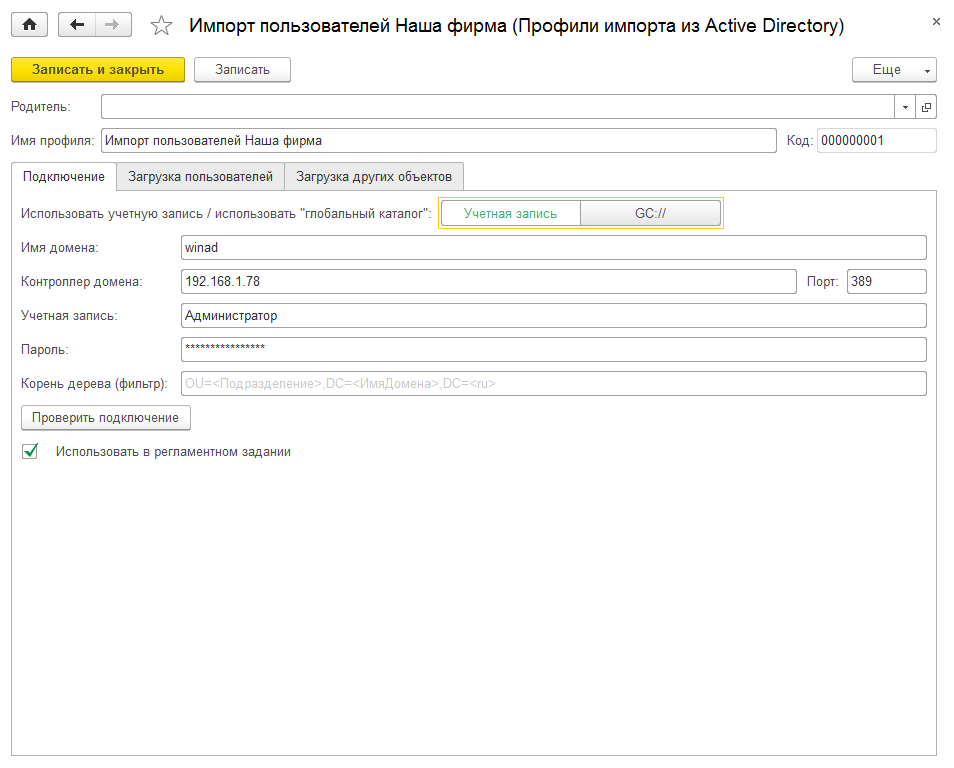 Импорт пользователей Наша фирма (Профили импорта из Active Directory)
Записать и закрыть Записать Еще
Родитель:
Имя профиля: Импорт пользователей Наша фирма Код: 000000001
Подключение Загрузка пользователей Загрузка других объектов
Использовать учетную запись / использовать "глобальный каталог": Учетная запись GC://
Имя домена: winad
Контроллер домена: 192.168.1.78 Порт: 389
Учетная запись: Администратор
Пароль: ****************
Корень дерева (фильтр): OU=<Подразделение>,DC=<ИмяДомена>,DC=<ru>
Проверить подключение
Использовать в регламентном задании